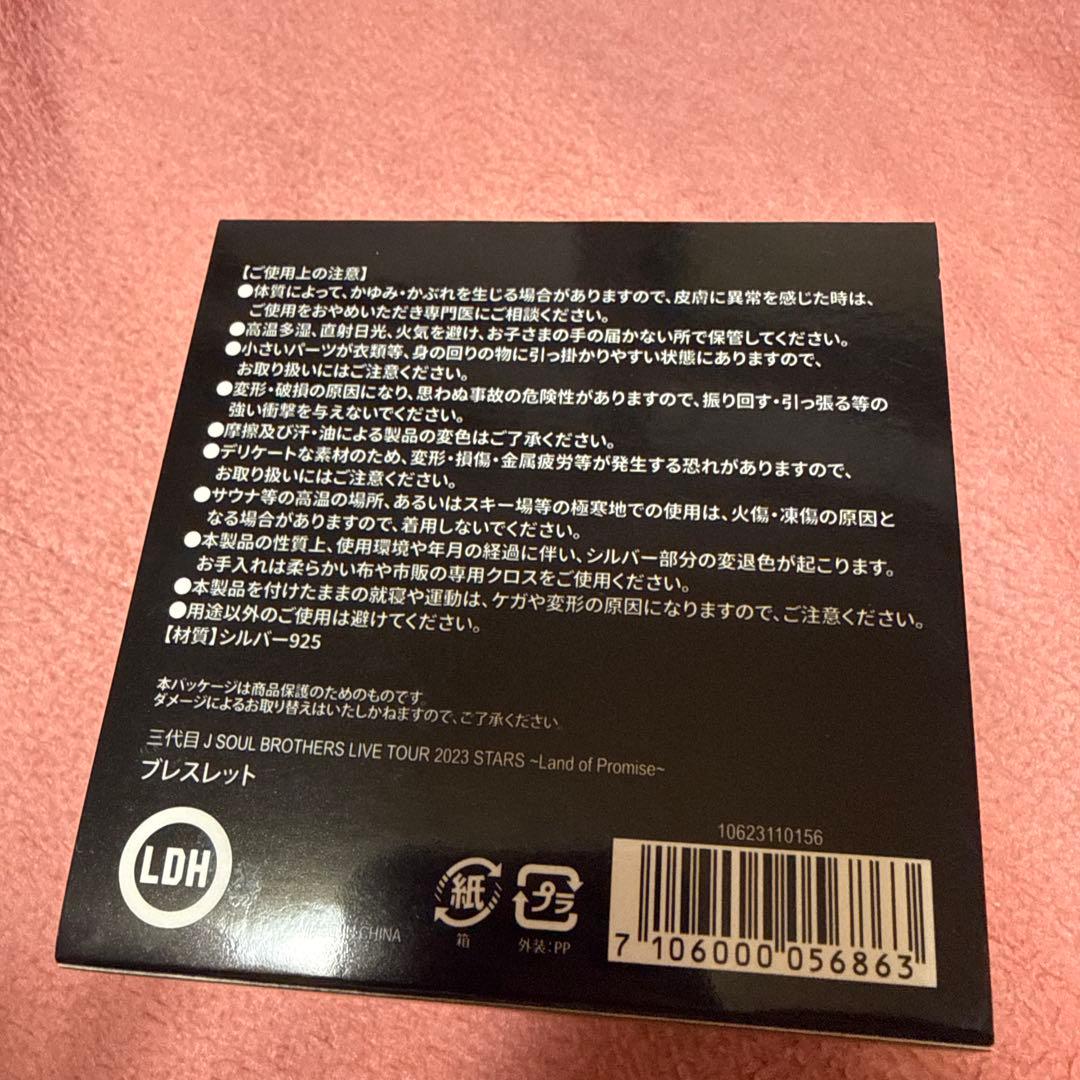 【ご使用上の注意】
●体質によって、かゆみ・かぶれを生じる場合がありますので、皮膚に異常を感じた時は、
ご使用をおやめいただき専門医にご相談ください。
●高温多湿、直射日光、火気を避け、お子さまの手の届かない所で保管してください。
●小さいパーツが衣類等、身の回りの物に引っ掛かりやすい状態にありますので、
お取り扱いにはご注意ください。
●変形・破損の原因になり、思わぬ事故の危険性がありますので、振り回す・引っ張る等の
強い衝撃を与えないでください。
●摩擦及び汗・油による製品の変色はご了承ください。
●デリケートな素材のため、変形・損傷・金属疲労等が発生する恐れがありますので、
お取り扱いにはご注意ください。
●サウナ等の高温の場所、あるいはスキー場等の極寒地での使用は、火傷・凍傷の原因と
なる場合がありますので、着用しないでください。
●本製品の性質上、使用環境や年月の経過に伴い、シルバー部分の変退色が起こります。
お手入れは柔らかい布や市販の専用クロスをご使用ください。
●本製品を付けたままの就寝や運動は、ケガや変形の原因になりますので、ご注意ください。
●用途以外のご使用は避けてください。
【材質】シルバー925
本パッケージは商品保護のためのものです。
ダメージによるお取り替えはいたしかねますので、ご了承ください。
三代目 J SOUL BROTHERS LIVE TOUR 2023 STARS ~Land of Promise~
ブレスレット
LDH
CHINA
紙
箱
プラ
外装:PP
10623110156
7 106000 056863